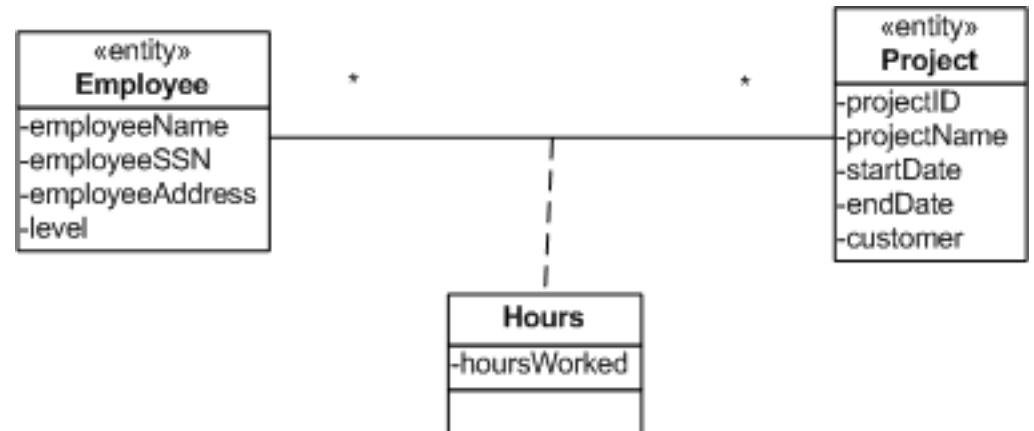 «entity»
Employee
-employeeName
-employeeSSN
-employeeAddress
-level
*
*
«entity»
Project
-projectID
-projectName
-startDate
-endDate
-customer
Hours
-hoursWorked